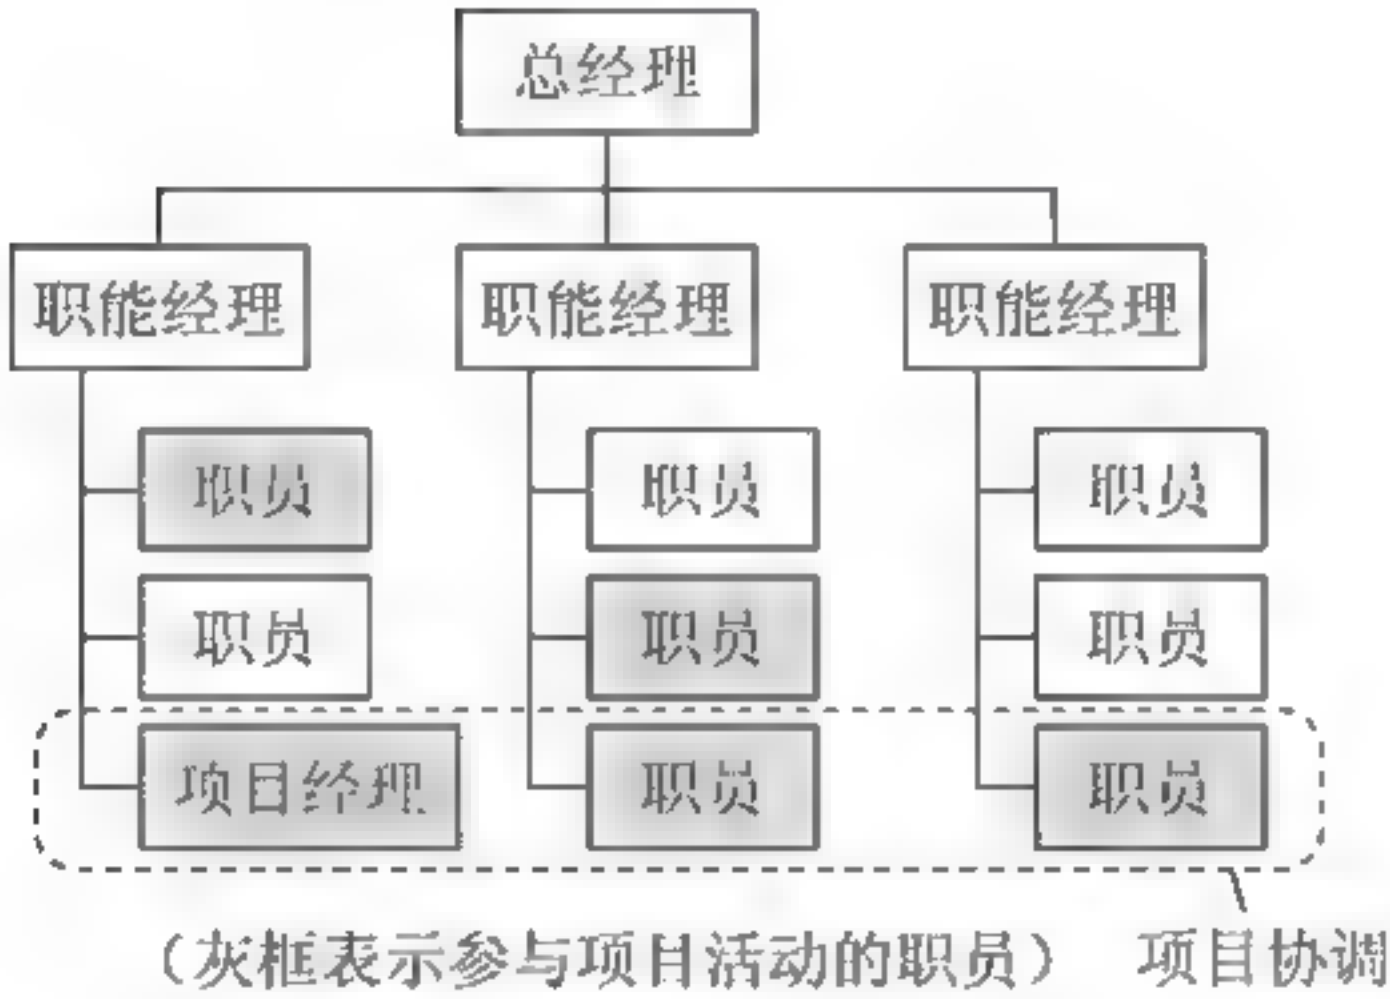 总经理
职能经理 职能经理 职能经理
职员 职员 职员
职员 职员 职员
项目经理 职员 职员
（灰框表示参与项目活动的职员） 项目协调